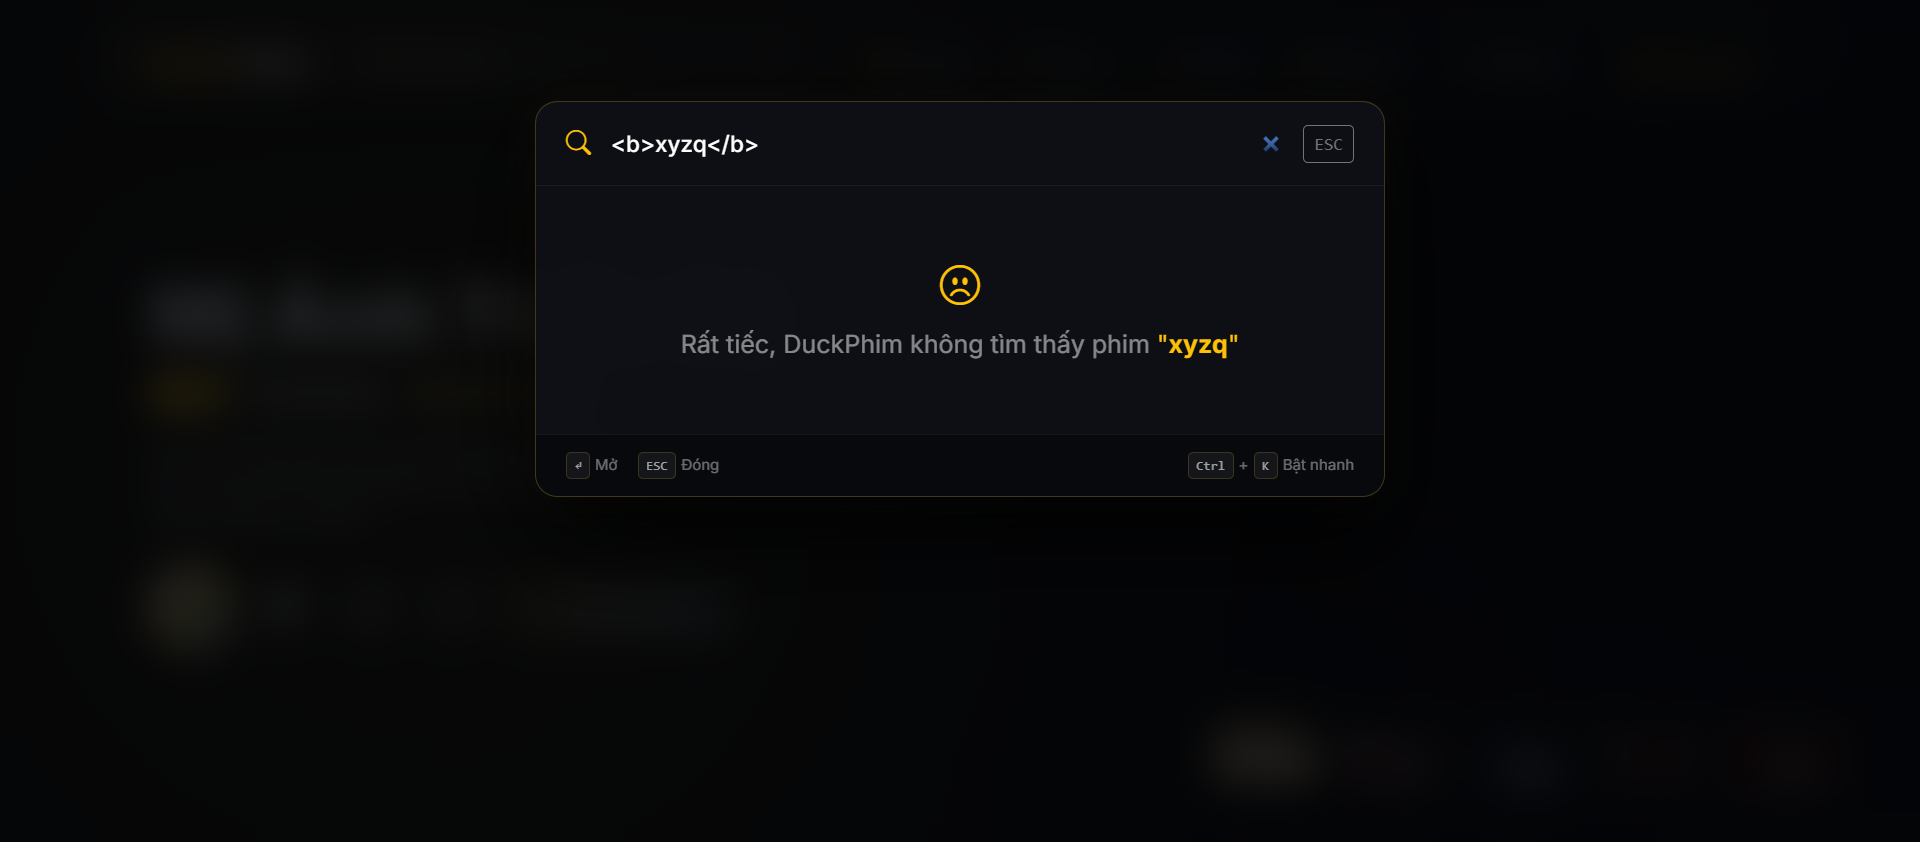 <b>xyzq</b> ESC
Rất tiếc, DuckPhim không tìm thấy phim "xyzq"
Mở ESC Đóng Ctrl + K Bật nhanh